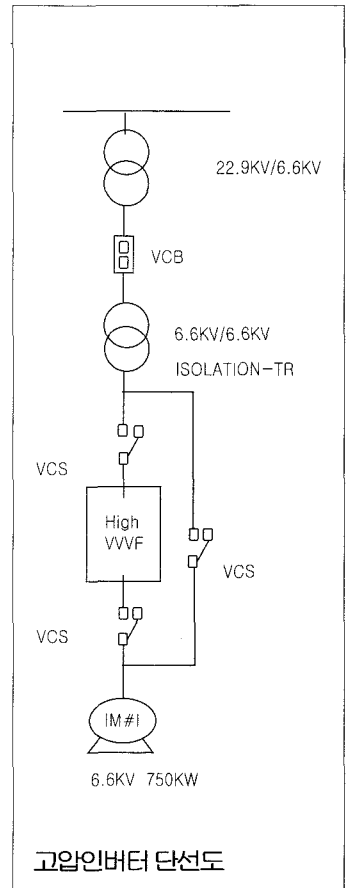 22.9KV/6.6KV
VCB
6.6KV/6.6KV
ISOLATION-TR
VCS
High
VVVF
VCS
VCS
IM#1
6.6KV 750KW
고압인버터 단선도